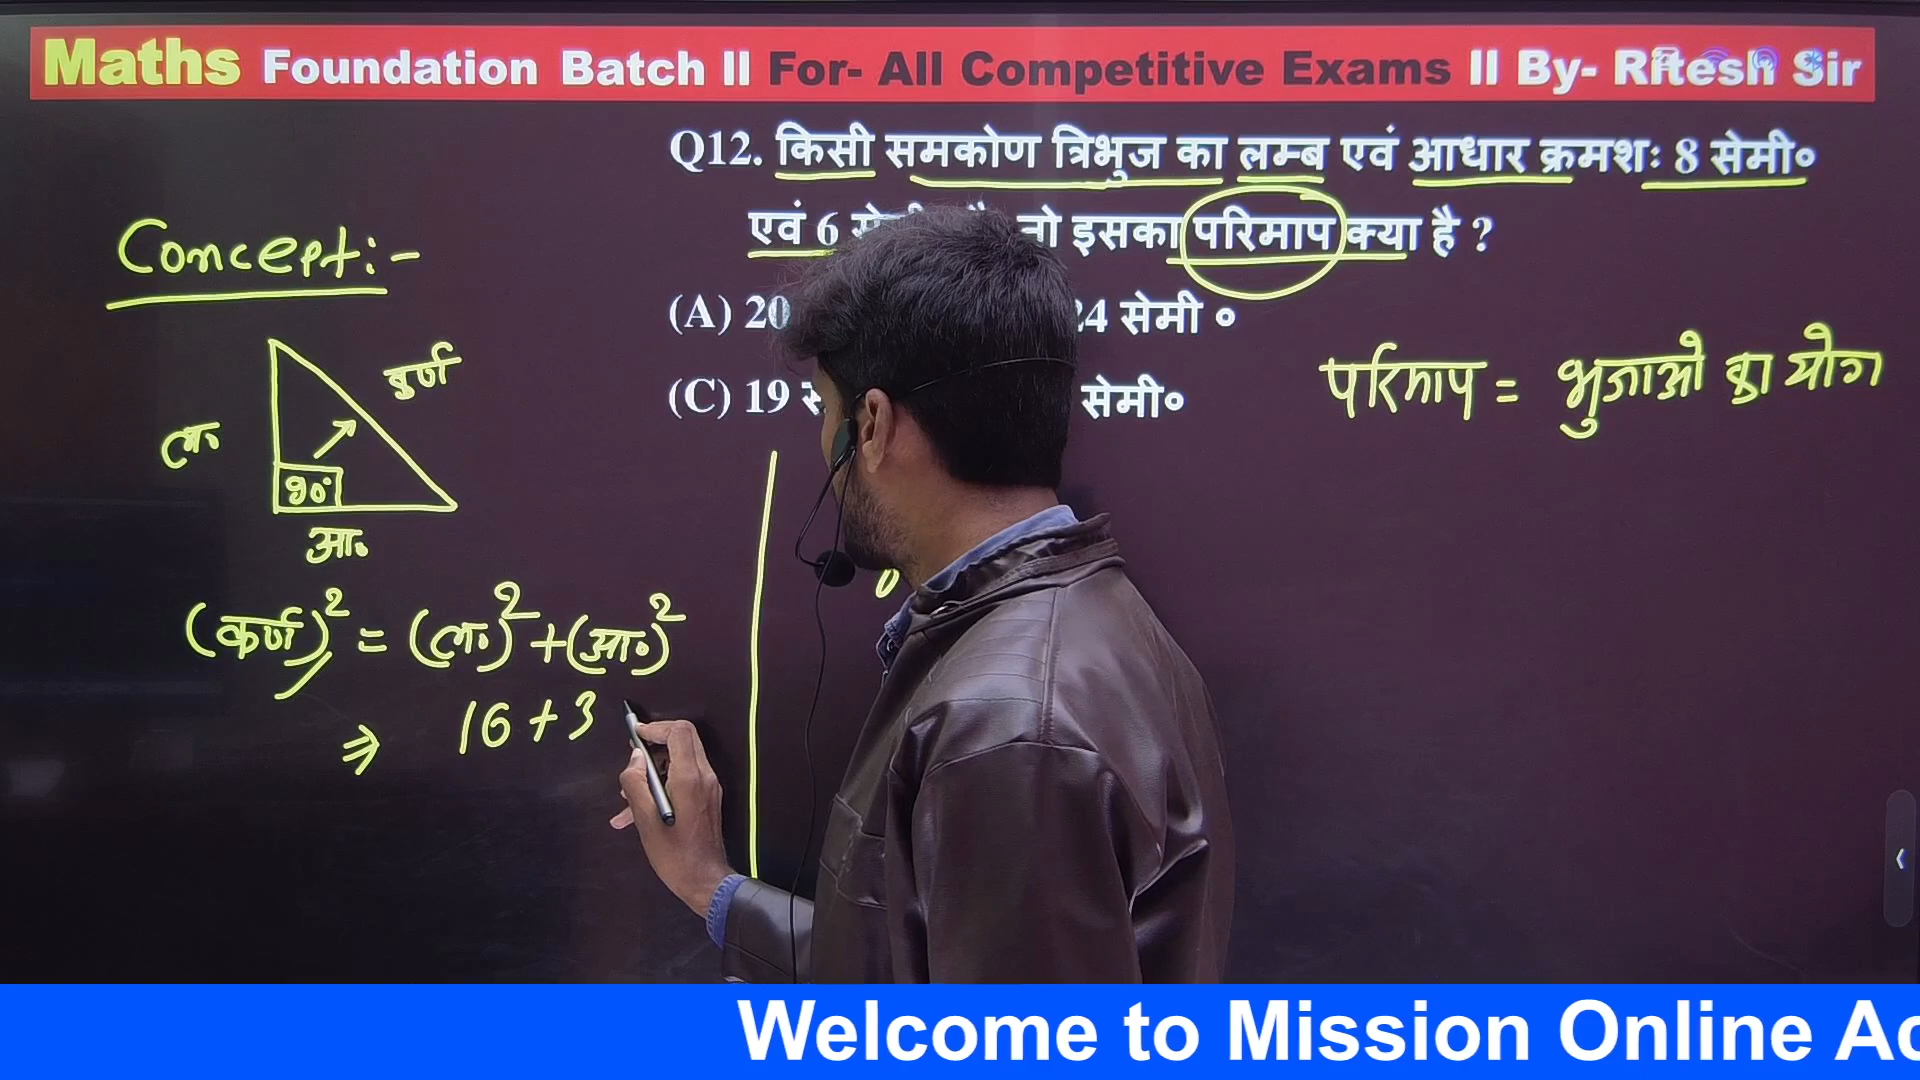 Maths Foundation Batch II For- All Competitive Exams II By- Ritesh Sir
Q12. किसी समकोण त्रिभुज का लम्ब एवं आधार क्रमशः 8 सेमी०
एवं 6 तो इसका परिमाप क्या है ?
(A) 20 24 सेमी ०
(C) 19 सेमी०
Concept:-
कर्ण
ल०
90°
आ०
परिमाप = भुजाओ का योग
(कर्ण)² = (ल०)² + (आ०)²
⇒ 16 + 3
Welcome to Mission Online